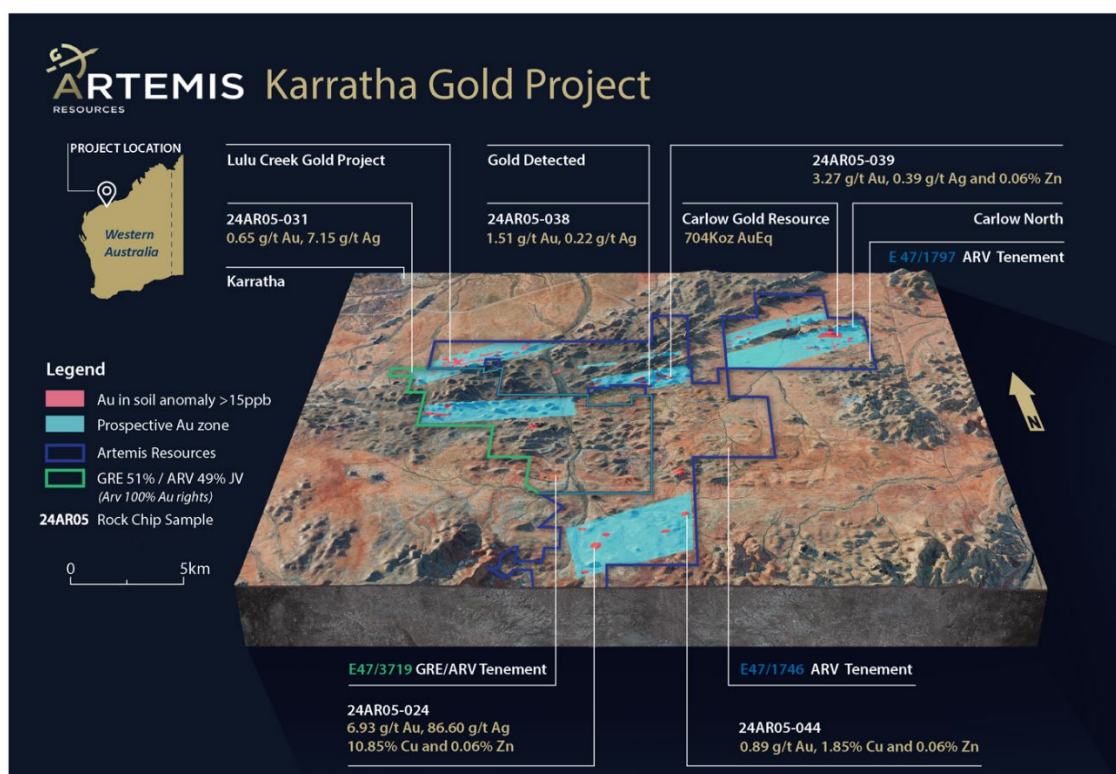 ARTEMIS
RESOURCES
Karratha Gold Project
PROJECT LOCATION
Western
Australia
Lulu Creek Gold Project
24AR05-031
0.65 g/t Au, 7.15 g/t Ag
Karratha
Gold Detected
24AR05-038
1.51 g/t Au, 0.22 g/t Ag
24AR05-039
3.27 g/t Au, 0.39 g/t Ag and 0.06% Zn
Carlow Gold Resource
704Koz AuEq
Carlow North
E 47/1797 ARV Tenement
Legend
Au in soil anomaly >15ppb
Prospective Au zone
Artemis Resources
GRE 51% / ARV 49% JV
(Arv 100% Au rights)
24AR05 Rock Chip Sample
0 5km
N
E47/3719 GRE/ARV Tenement
24AR05-024
6.93 g/t Au, 86.60 g/t Ag
10.85% Cu and 0.06% Zn
E47/1746 ARV Tenement
24AR05-044
0.89 g/t Au, 1.85% Cu and 0.06% Zn